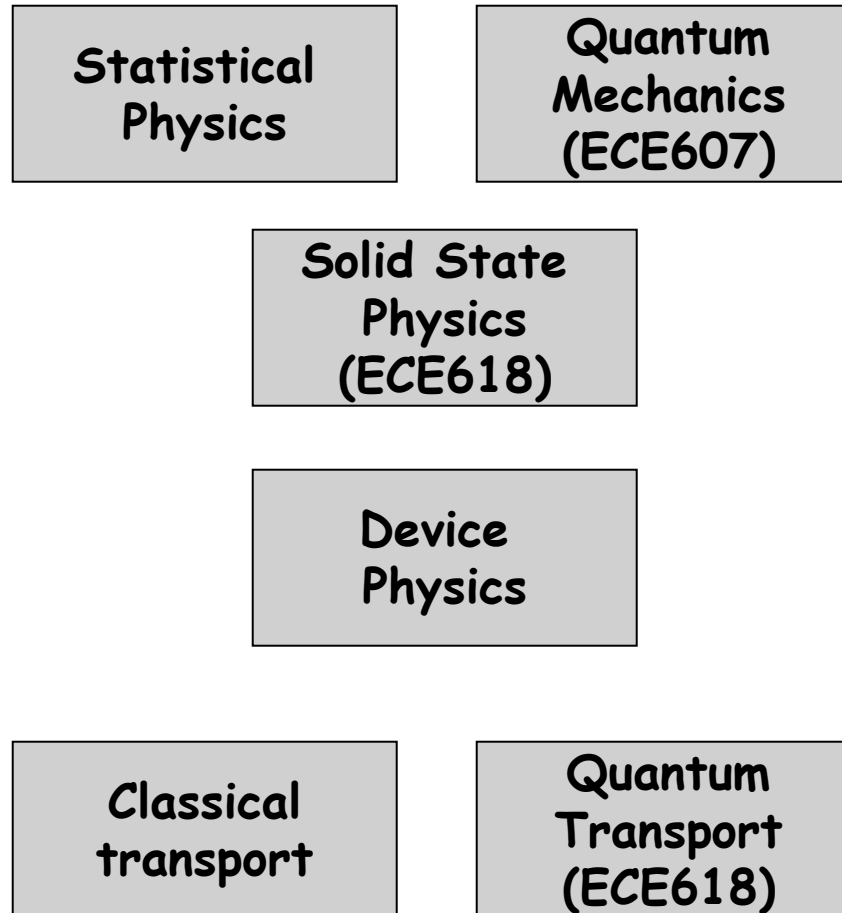 Statistical
Physics
Quantum
Mechanics
(ECE607)
Solid State
Physics
(ECE618)
Device
Physics
Classical
transport
Quantum
Transport
(ECE618)